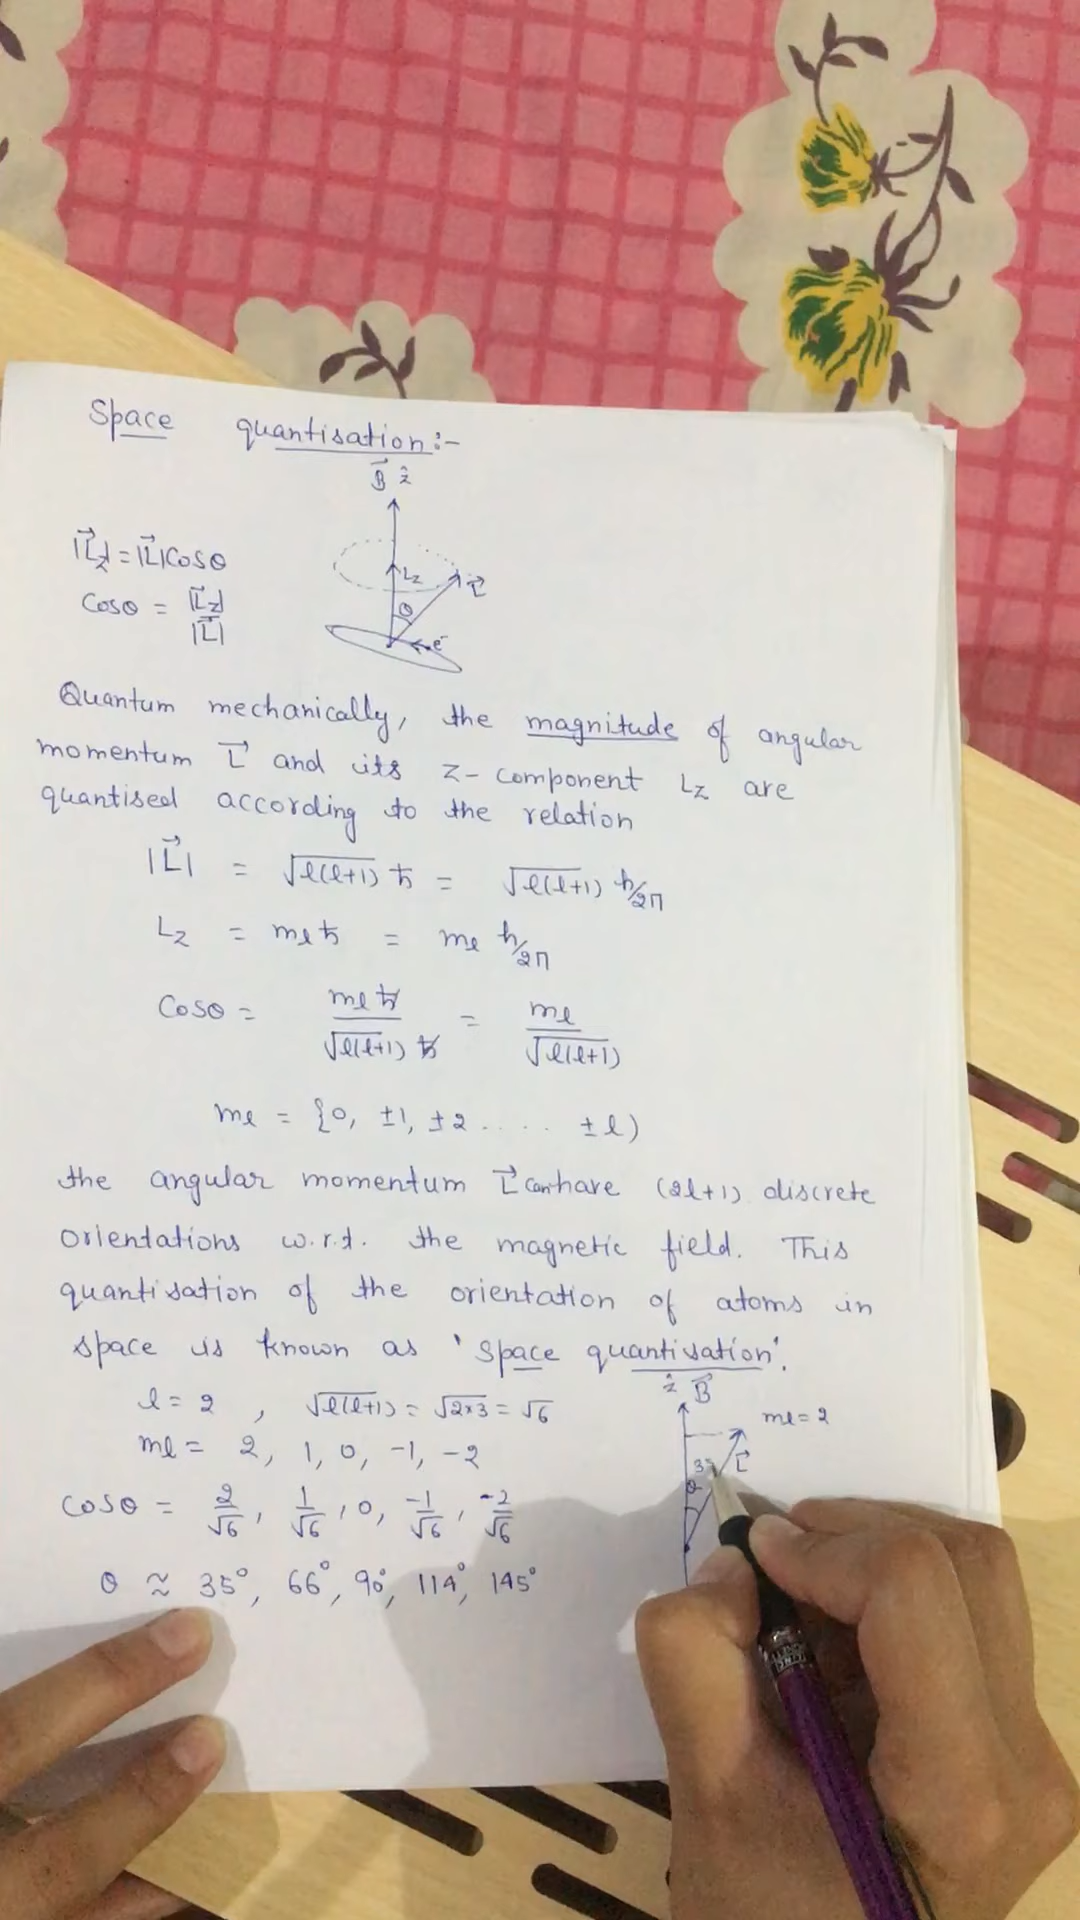 Space quantisation:-
B⃗ ẑ
|L⃗z| = |L⃗|Cosθ
Lz
L⃗
Cosθ = |L⃗z|/|L⃗|
θ
e⁻
Quantum mechanically, the magnitude of angular
momentum L⃗ and its z-component Lz are
quantised according to the relation
|L⃗| = √l(l+1) ħ = √l(l+1) h/2π
Lz = ml ħ = ml h/2π
Cosθ = ml ħ/√l(l+1) ħ = ml/√l(l+1)
ml = {0, ±1, ±2 ..... ±l)
the angular momentum L⃗ can have (2l+1) discrete
orientations w.r.t. the magnetic field. This
quantisation of the orientation of atoms in
space is known as 'space quantisation'.
ẑ B⃗
l = 2 , √l(l+1) = √2×3 = √6
ml = 2
ml = 2, 1, 0, -1, -2
L⃗
θ
Cosθ = 2/√6, 1/√6, 0, -1/√6, -2/√6
θ ≈ 35°, 66°, 90°, 114°, 145°